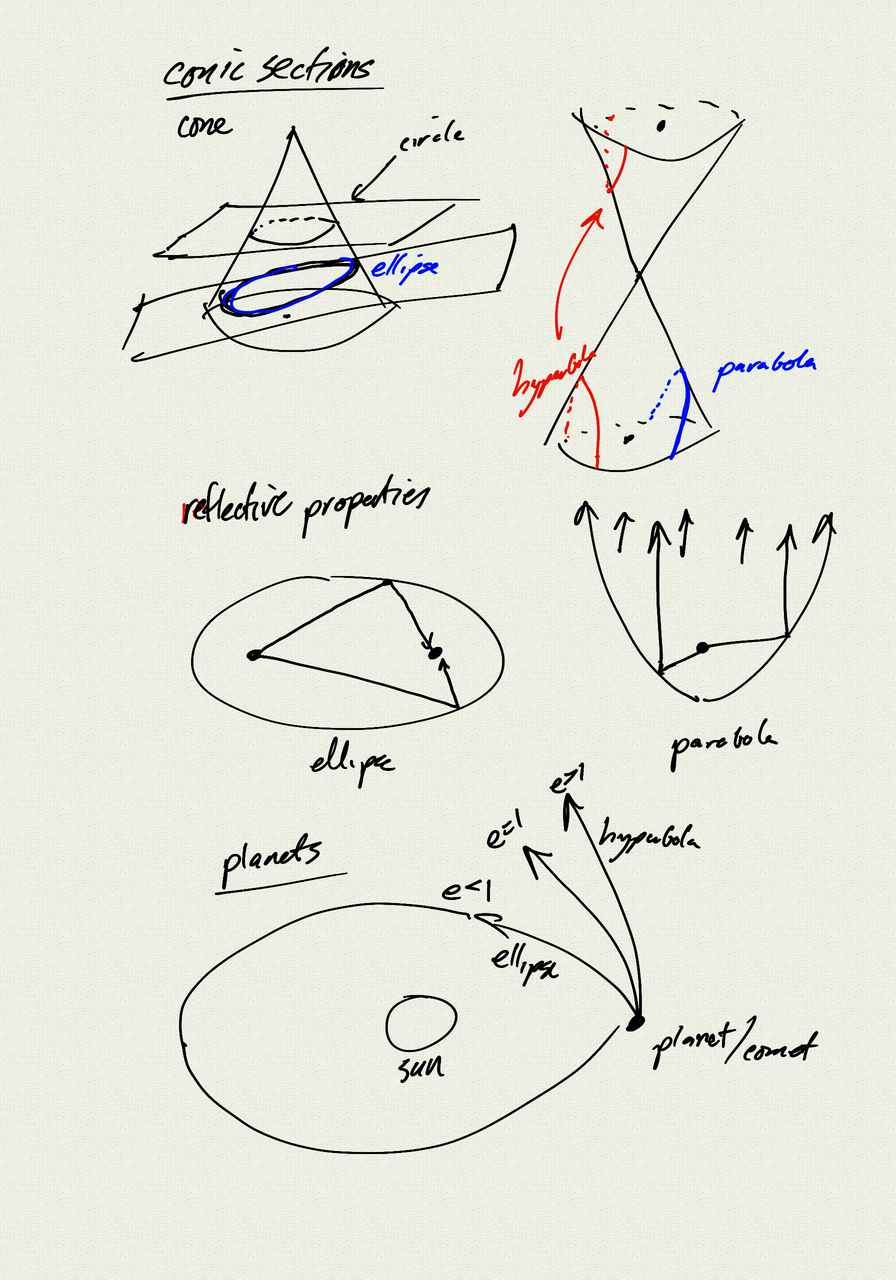 conic sections
cone
circle
ellipse
hyperbola
parabola
reflective properties
ellipse
parabola
planets
e<1
ellipse
e=1
e>1
hyperbola
sun
planet/comet